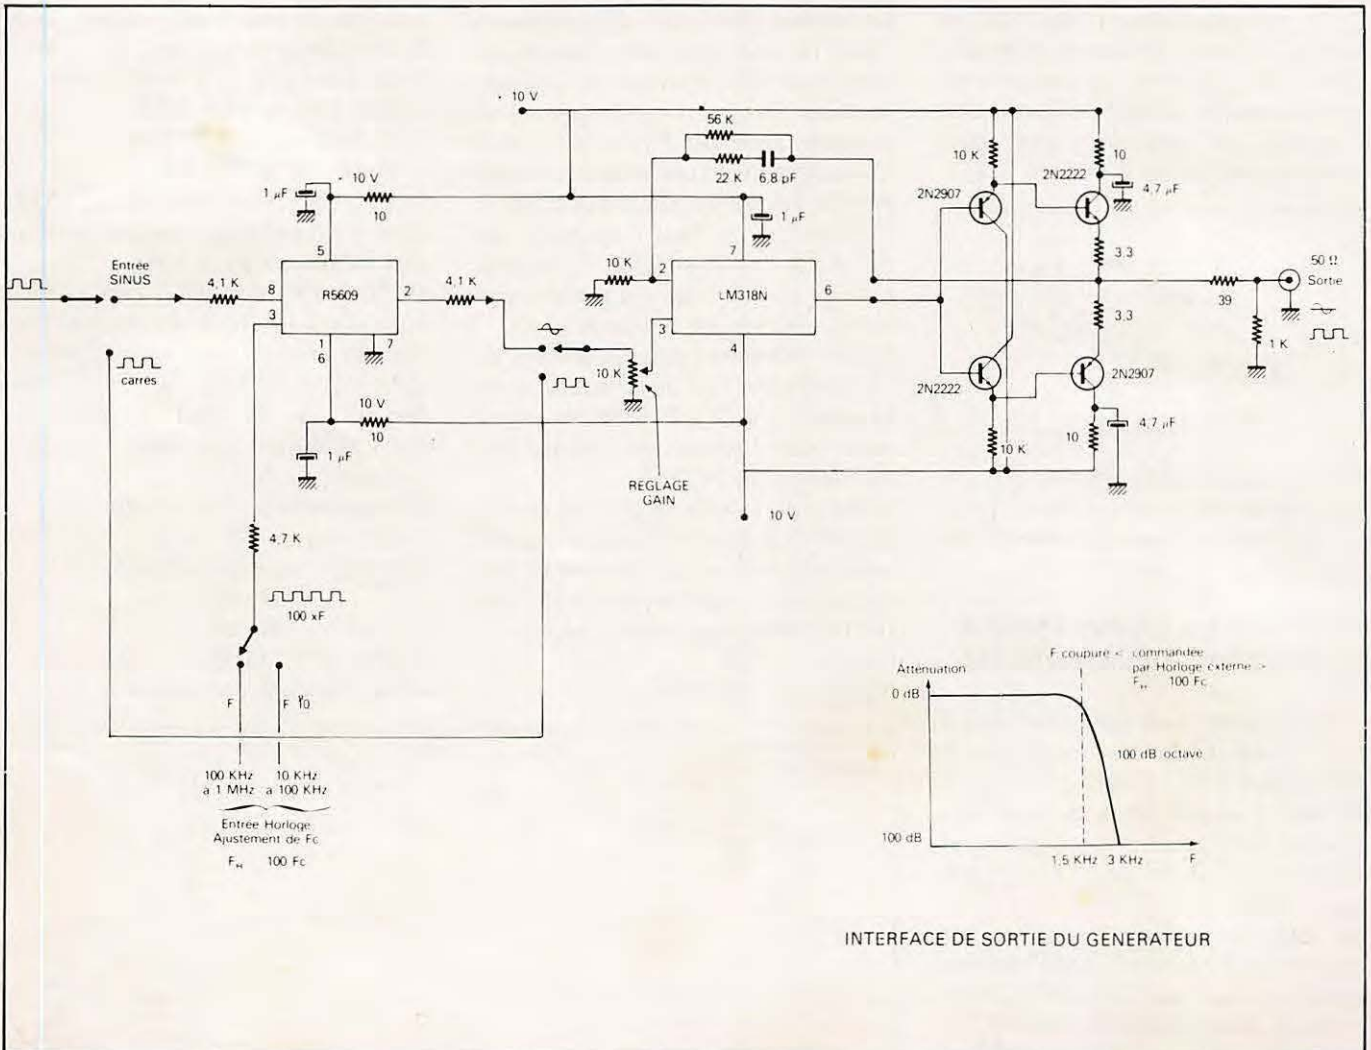 10 V
56 K
22 K
6,8 pF
10 K
2N2907
2N2222
10
4,7 µF
1 µF
10 V
10
1 µF
3.3
50 Ω
Sortie
39
1 K
3.3
Entrée
SINUS
4,1 K
8
3
5
R5609
2
1
6
7
4,1 K
10 K
2
3
7
LM318N
6
4
carrés
10 K
2N2222
2N2907
10 V
10
1 µF
REGLAGE
GAIN
10 V
10 K
10
4,7 µF
4,7 K
100 xF
F
F
10
100 KHz
à 1 MHz
10 KHz
à 100 KHz
Entrée Horloge
Ajustement de Fc
FH 100 Fc
Atténuation
0 dB
100 dB
F coupure < commandée
par Horloge externe >
FH 100 Fc
100 dB octave
1,5 KHz
3 KHz
F
INTERFACE DE SORTIE DU GENERATEUR